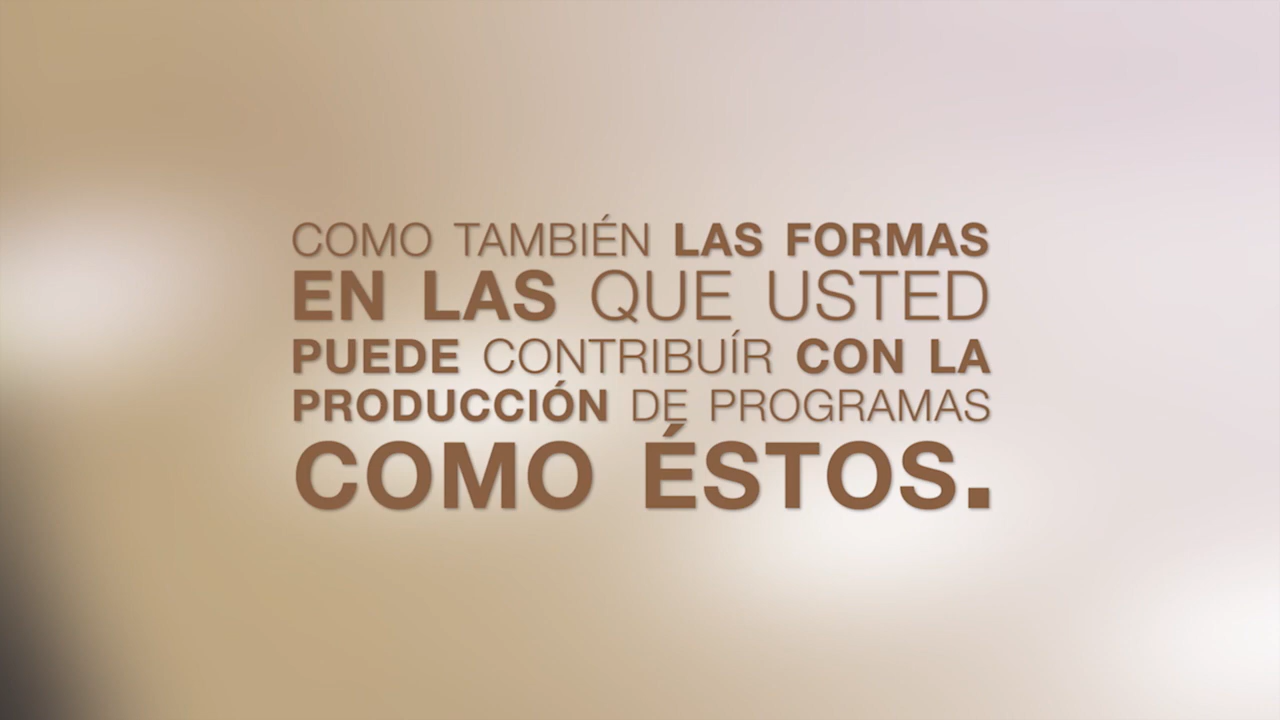 COMO TAMBIÉN LAS FORMAS
EN LAS QUE USTED
PUEDE CONTRIBUÍR CON LA
PRODUCCIÓN DE PROGRAMAS
COMO ÉSTOS.